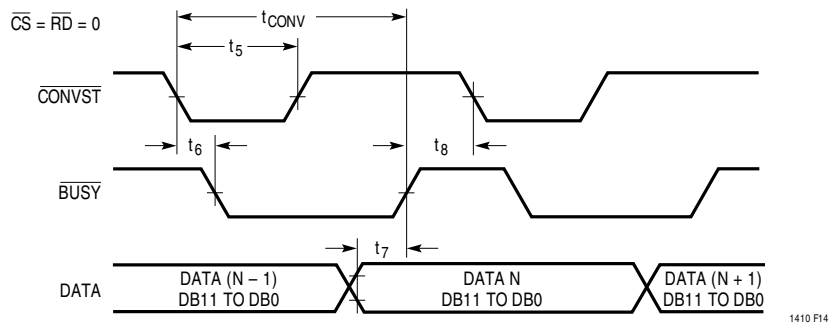 CS = RD = 0
tCONV
t5
CONVST
t6
t8
BUSY
t7
DATA
DATA (N – 1)
DB11 TO DB0
DATA N
DB11 TO DB0
DATA (N + 1)
DB11 TO DB0
1410 F14